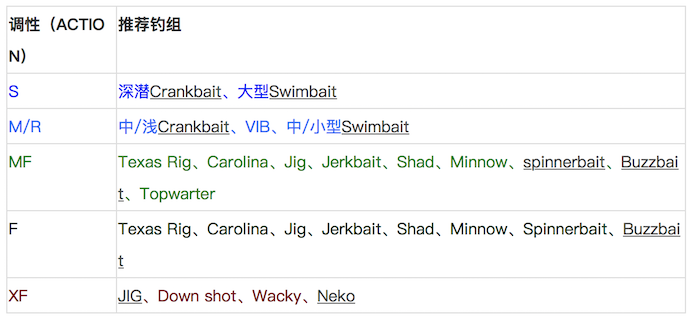 调性（ACTIO 推荐钓组
N）
S 深潜Crankbait、大型Swimbait
M/R 中/浅Crankbait、VIB、中/小型Swimbait
MF Texas Rig、Carolina、Jig、Jerkbait、Shad、Minnow、spinnerbait、Buzzbai
t、Topwarter
F Texas Rig、Carolina、Jig、Jerkbait、Shad、Minnow、Spinnerbait、Buzzbai
t
XF JIG、Down shot、Wacky、Neko